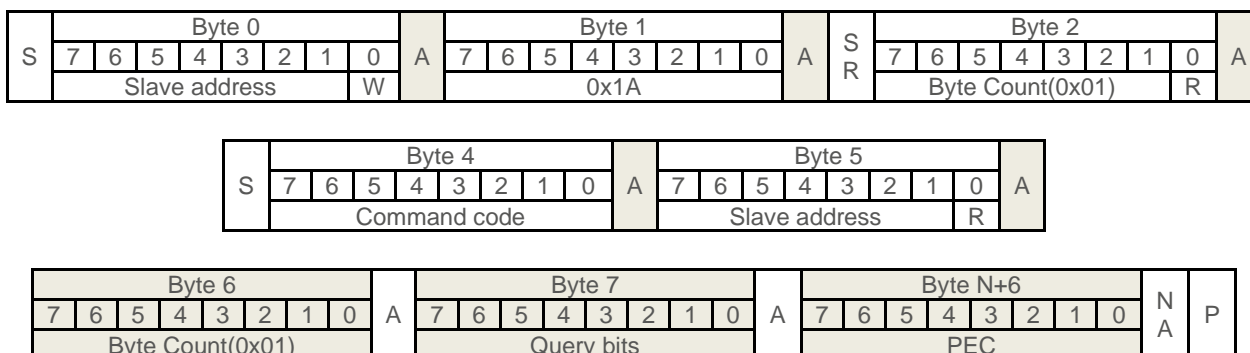 S Byte 0 A Byte 1 A SR Byte 2 A
7 6 5 4 3 2 1 0 7 6 5 4 3 2 1 0 7 6 5 4 3 2 1 0
Slave address W 0x1A Byte Count(0x01) R
S Byte 4 A Byte 5 A
7 6 5 4 3 2 1 0 7 6 5 4 3 2 1 0
Command code Slave address R
Byte 6 A Byte 7 A Byte N+6 NA P
7 6 5 4 3 2 1 0 7 6 5 4 3 2 1 0 7 6 5 4 3 2 1 0
Byte Count(0x01) Query bits PEC